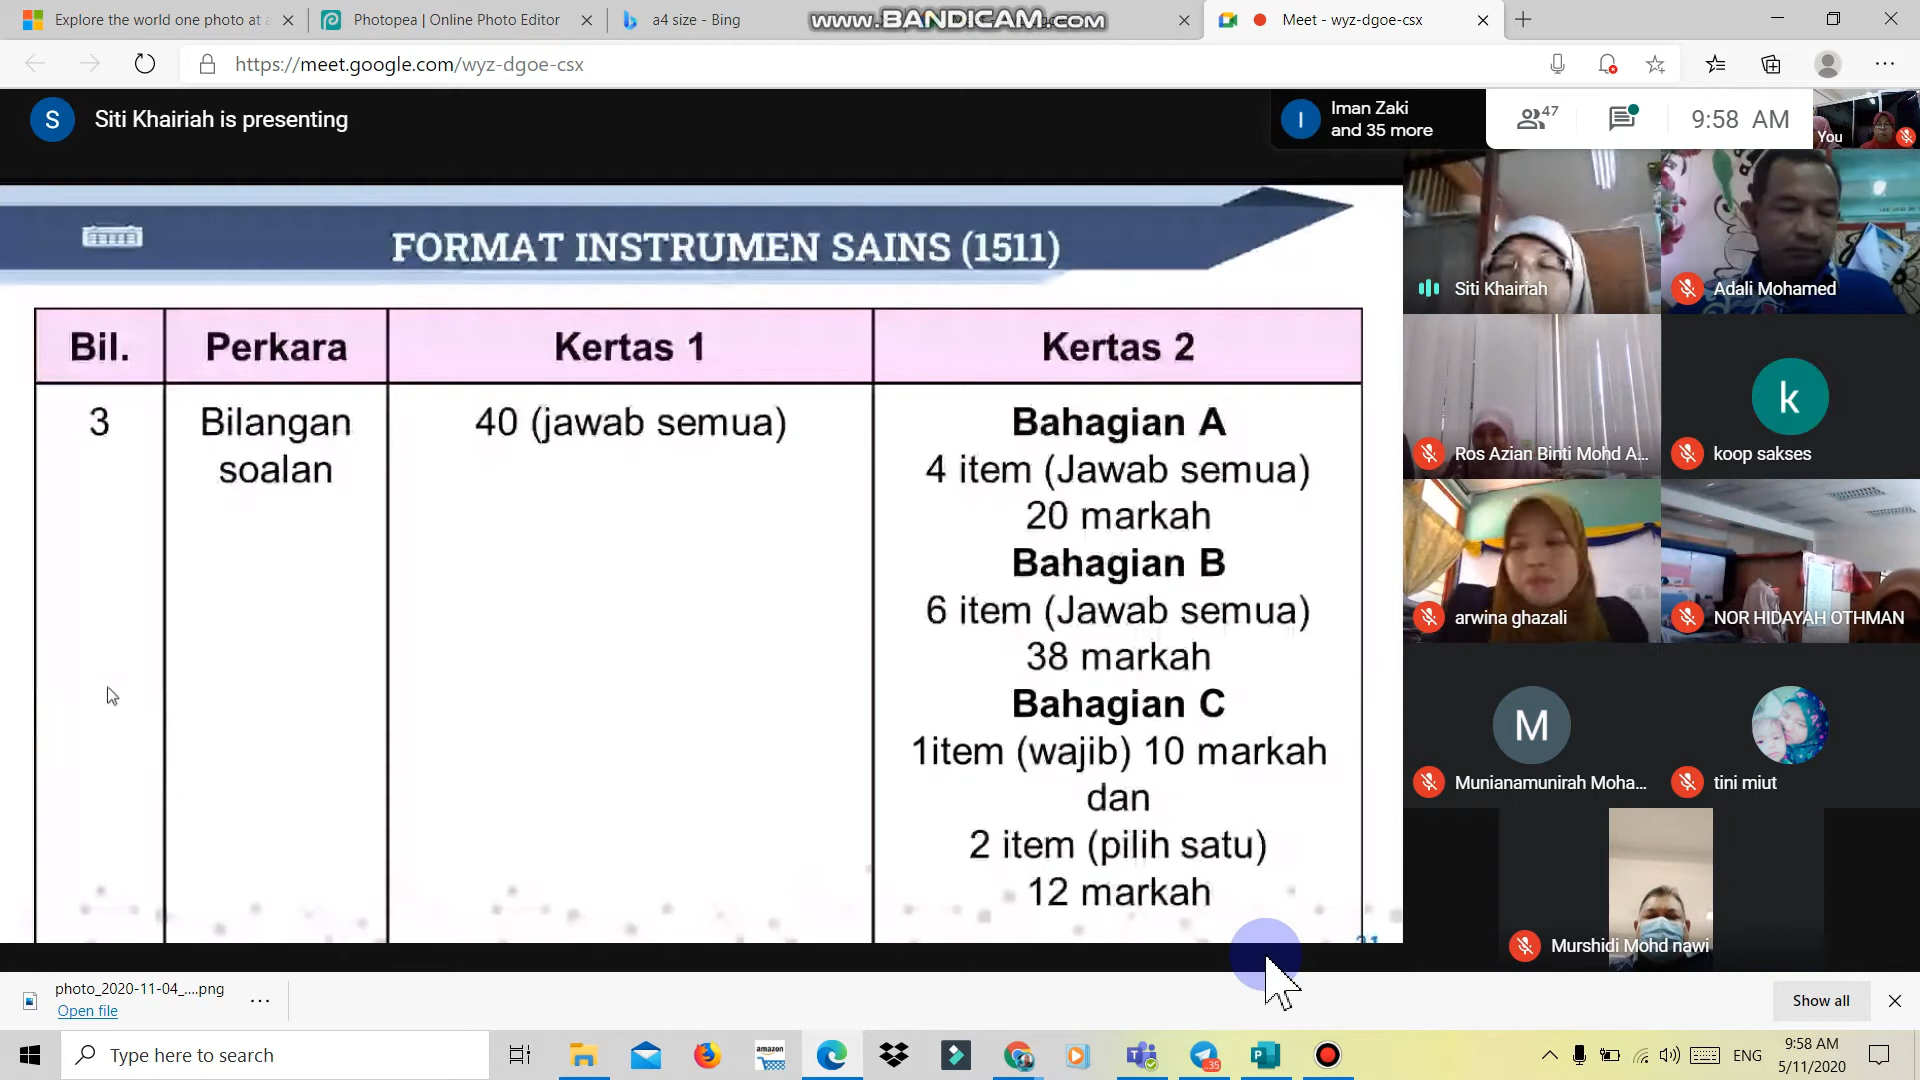 Explore the world one photo at a
Photopea | Online Photo Editor
a4 size - Bing
www.BANDICAM.com
Meet - wyz-dgoe-csx
https://meet.google.com/wyz-dgoe-csx
S
Siti Khairiah is presenting
I
Iman Zaki
and 35 more
47
9:58 AM
You
FORMAT INSTRUMEN SAINS (1511)
Bil.
Perkara
Kertas 1
Kertas 2
3
Bilangan
soalan
40 (jawab semua)
Bahagian A
4 item (Jawab semua)
20 markah
Bahagian B
6 item (Jawab semua)
38 markah
Bahagian C
1item (wajib) 10 markah
dan
2 item (pilih satu)
12 markah
Siti Khairiah
Adali Mohamed
Ros Azian Binti Mohd A...
k
koop sakses
arwina ghazali
NOR HIDAYAH OTHMAN
M
Munianamunirah Moha...
tini miut
Murshidi Mohd nawi
photo_2020-11-04_....png
Open file
Show all
Type here to search
amazon
35
ENG
9:58 AM
5/11/2020